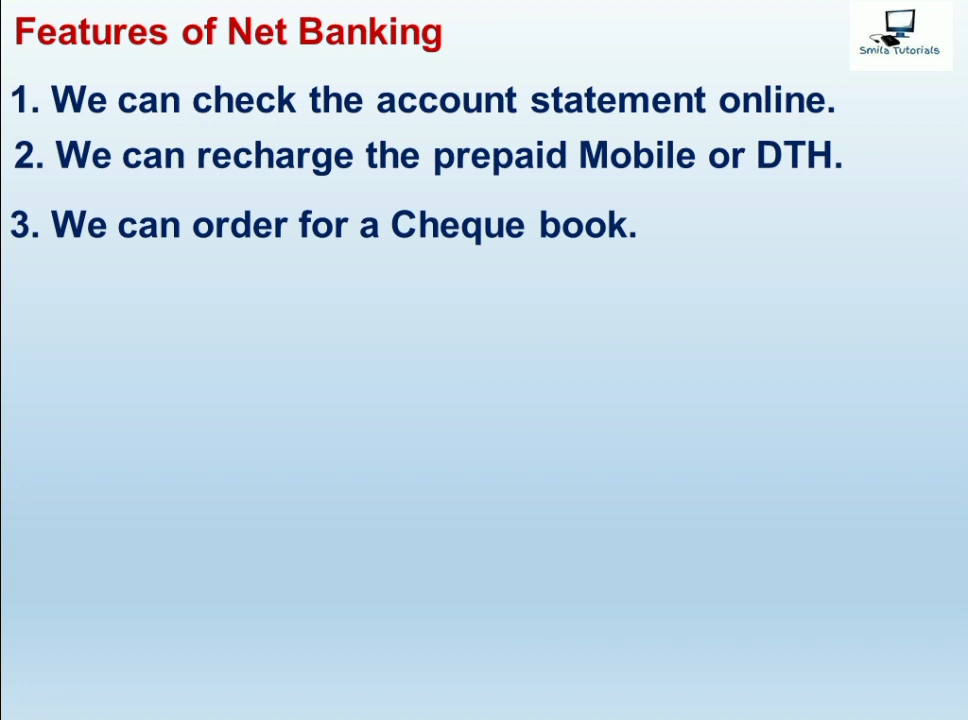 Features of Net Banking
Smila Tutorials
1. We can check the account statement online.
2. We can recharge the prepaid Mobile or DTH.
3. We can order for a Cheque book.